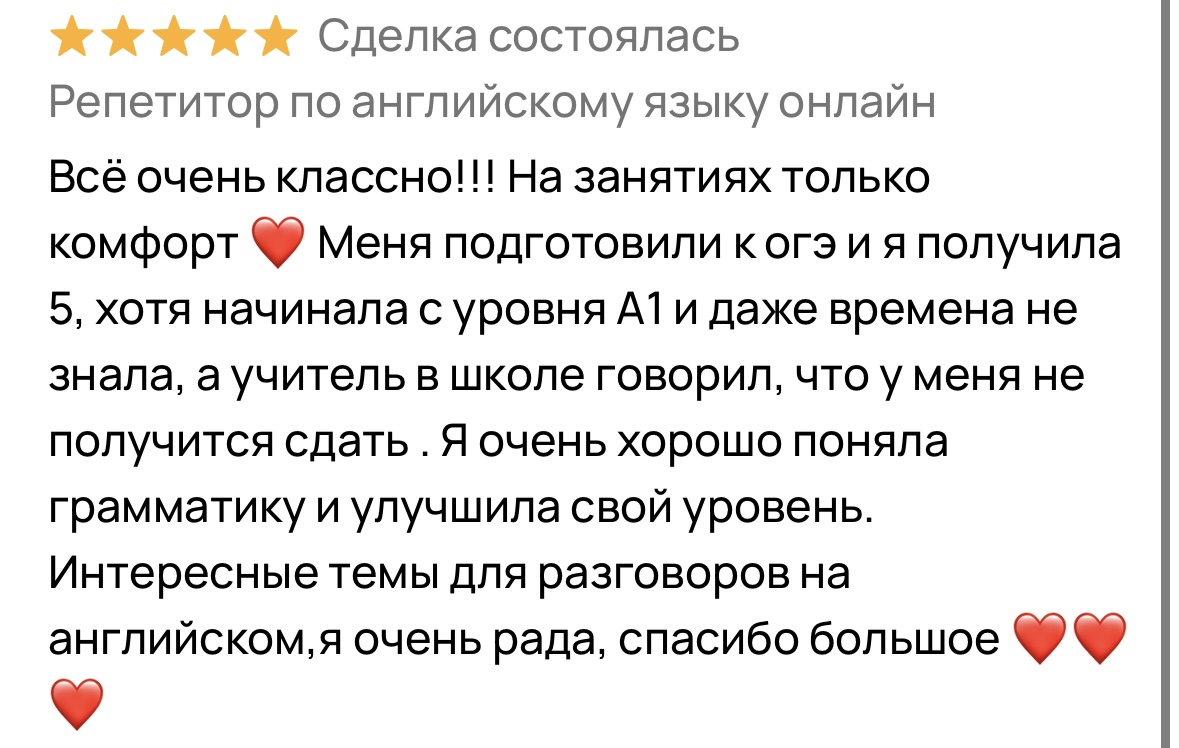 ★★★★★ Сделка состоялась
Репетитор по английскому языку онлайн
Всё очень классно!!! На занятиях только
комфорт ❤️ Меня подготовили к огэ и я получила
5, хотя начинала с уровня А1 и даже времена не
знала, а учитель в школе говорил, что у меня не
получится сдать . Я очень хорошо поняла
грамматику и улучшила свой уровень.
Интересные темы для разговоров на
английском,я очень рада, спасибо большое ❤️❤️
❤️